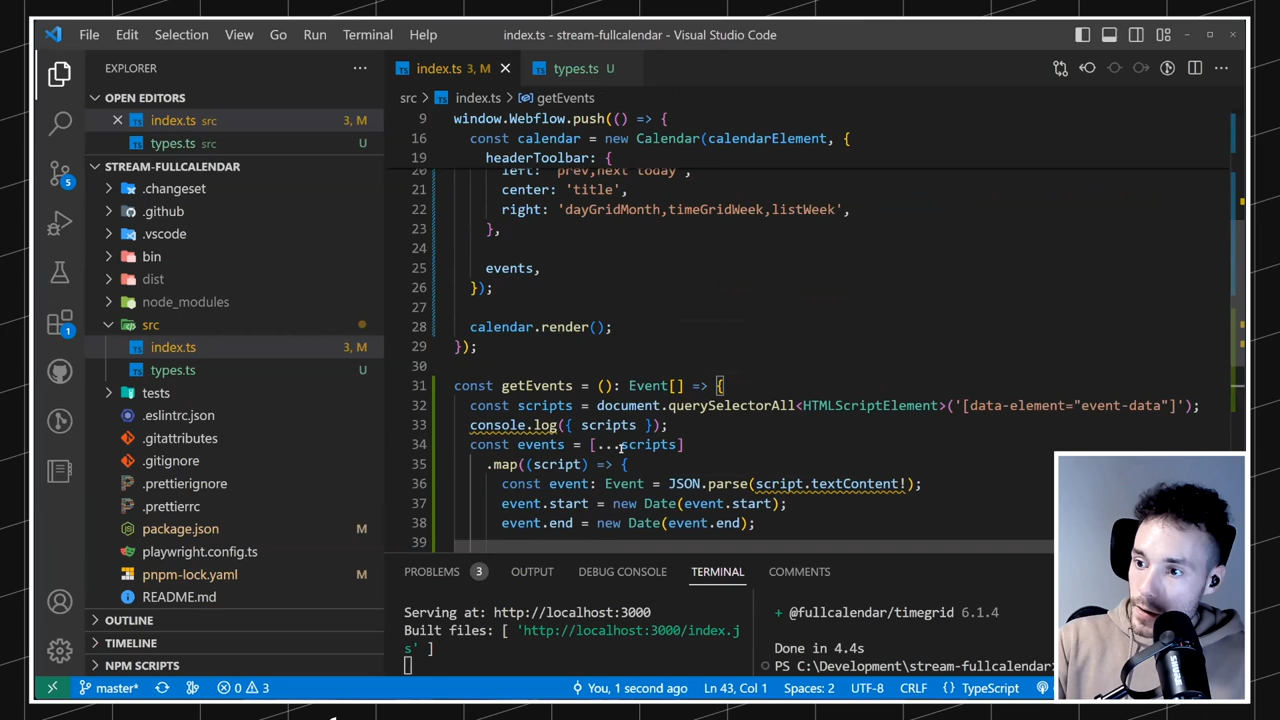 File Edit Selection View Go Run Terminal Help
index.ts - stream-fullcalendar - Visual Studio Code
EXPLORER
OPEN EDITORS
index.ts src 3, M
types.ts src U
STREAM-FULLCALENDAR
.changeset
.github
.vscode
bin
dist
node_modules
src
index.ts 3, M
types.ts U
tests
.eslintrc.json
.gitattributes
.gitignore
.prettierignore
.prettierrc
package.json M
playwright.config.ts
pnpm-lock.yaml M
README.md
OUTLINE
TIMELINE
NPM SCRIPTS
5
1
index.ts 3, M
types.ts U
src > index.ts > getEvents
9 window.Webflow.push(() => {
16 const calendar = new Calendar(calendarElement, {
19 headerToolbar: {
20 left: 'prev,next today',
21 center: 'title',
22 right: 'dayGridMonth,timeGridWeek,listWeek',
23 },
24
25 events,
26 });
27
28 calendar.render();
29 });
30
31 const getEvents = (): Event[] => {
32 const scripts = document.querySelectorAll<HTMLScriptElement>('[data-element="event-data"]');
33 console.log({ scripts });
34 const events = [...scripts]
35 .map((script) => {
36 const event: Event = JSON.parse(script.textContent!);
37 event.start = new Date(event.start);
38 event.end = new Date(event.end);
39
PROBLEMS 3 OUTPUT DEBUG CONSOLE TERMINAL COMMENTS
Serving at: http://localhost:3000
Built files: [ 'http://localhost:3000/index.j
s' ]
+ @fullcalendar/timegrid 6.1.4
Done in 4.4s
PS C:\Development\stream-fullcalendar>
master* 0 3 You, 1 second ago Ln 43, Col 1 Spaces: 2 UTF-8 CRLF {} TypeScript